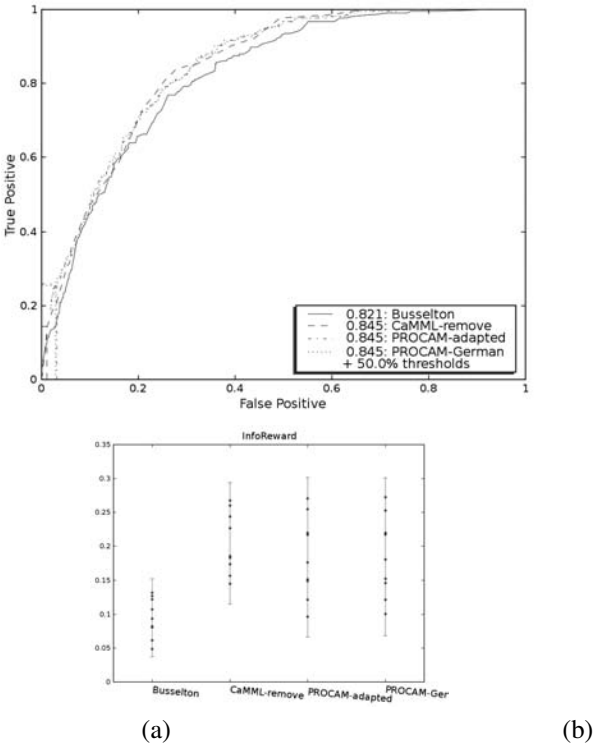 1
0.8
0.6
0.4
0.2
0
True Positive
0.821: Busselton
0.845: CaMML-remove
0.845: PROCAM-adapted
0.845: PROCAM-German
+ 50.0% thresholds
0 0.2 0.4 0.6 0.8 1
False Positive
InfoReward
0.35
0.3
0.25
0.2
0.15
0.1
0.05
0
Busselton CaMML-remove PROCAM-adapted PROCAM-Ger
(a) (b)